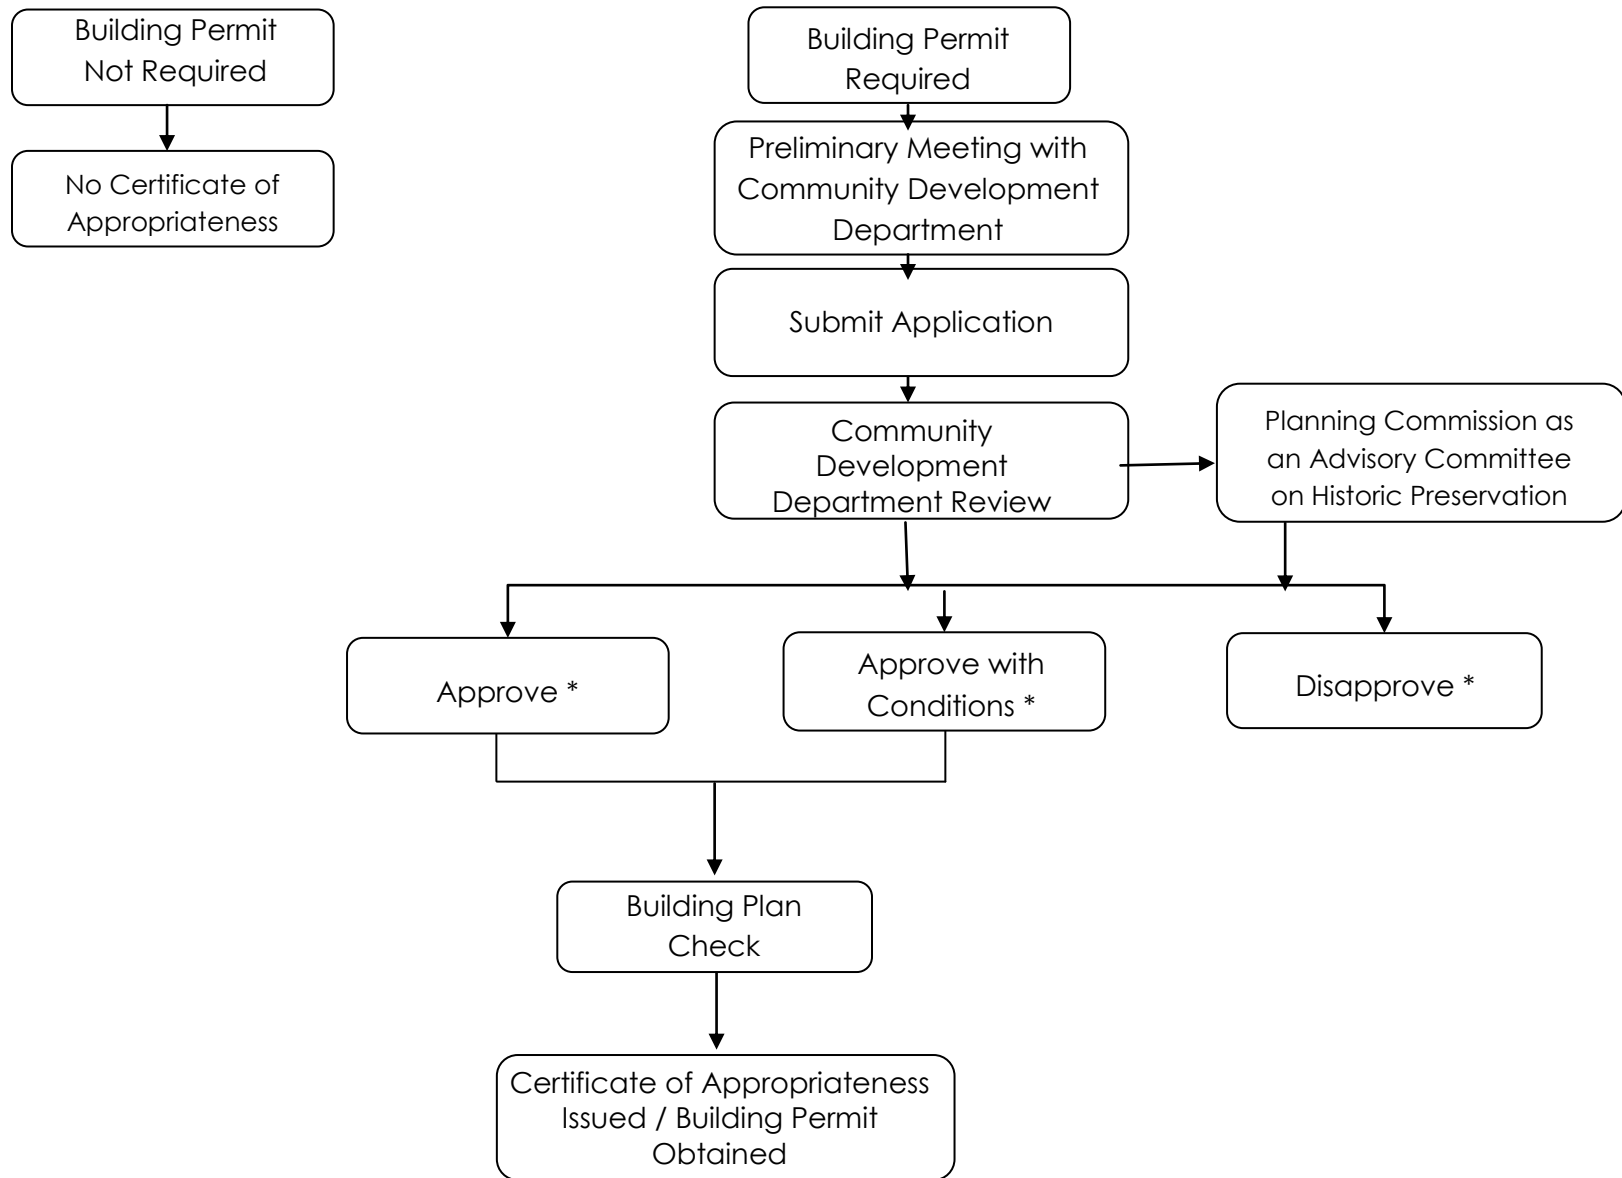 Building Permit
Not Required
No Certificate of
Appropriateness
Building Permit
Required
Preliminary Meeting with
Community Development
Department
Submit Application
Community
Development
Department Review
Planning Commission as
an Advisory Committee
on Historic Preservation
Approve *
Approve with
Conditions *
Disapprove *
Building Plan
Check
Certificate of Appropriateness
Issued / Building Permit
Obtained